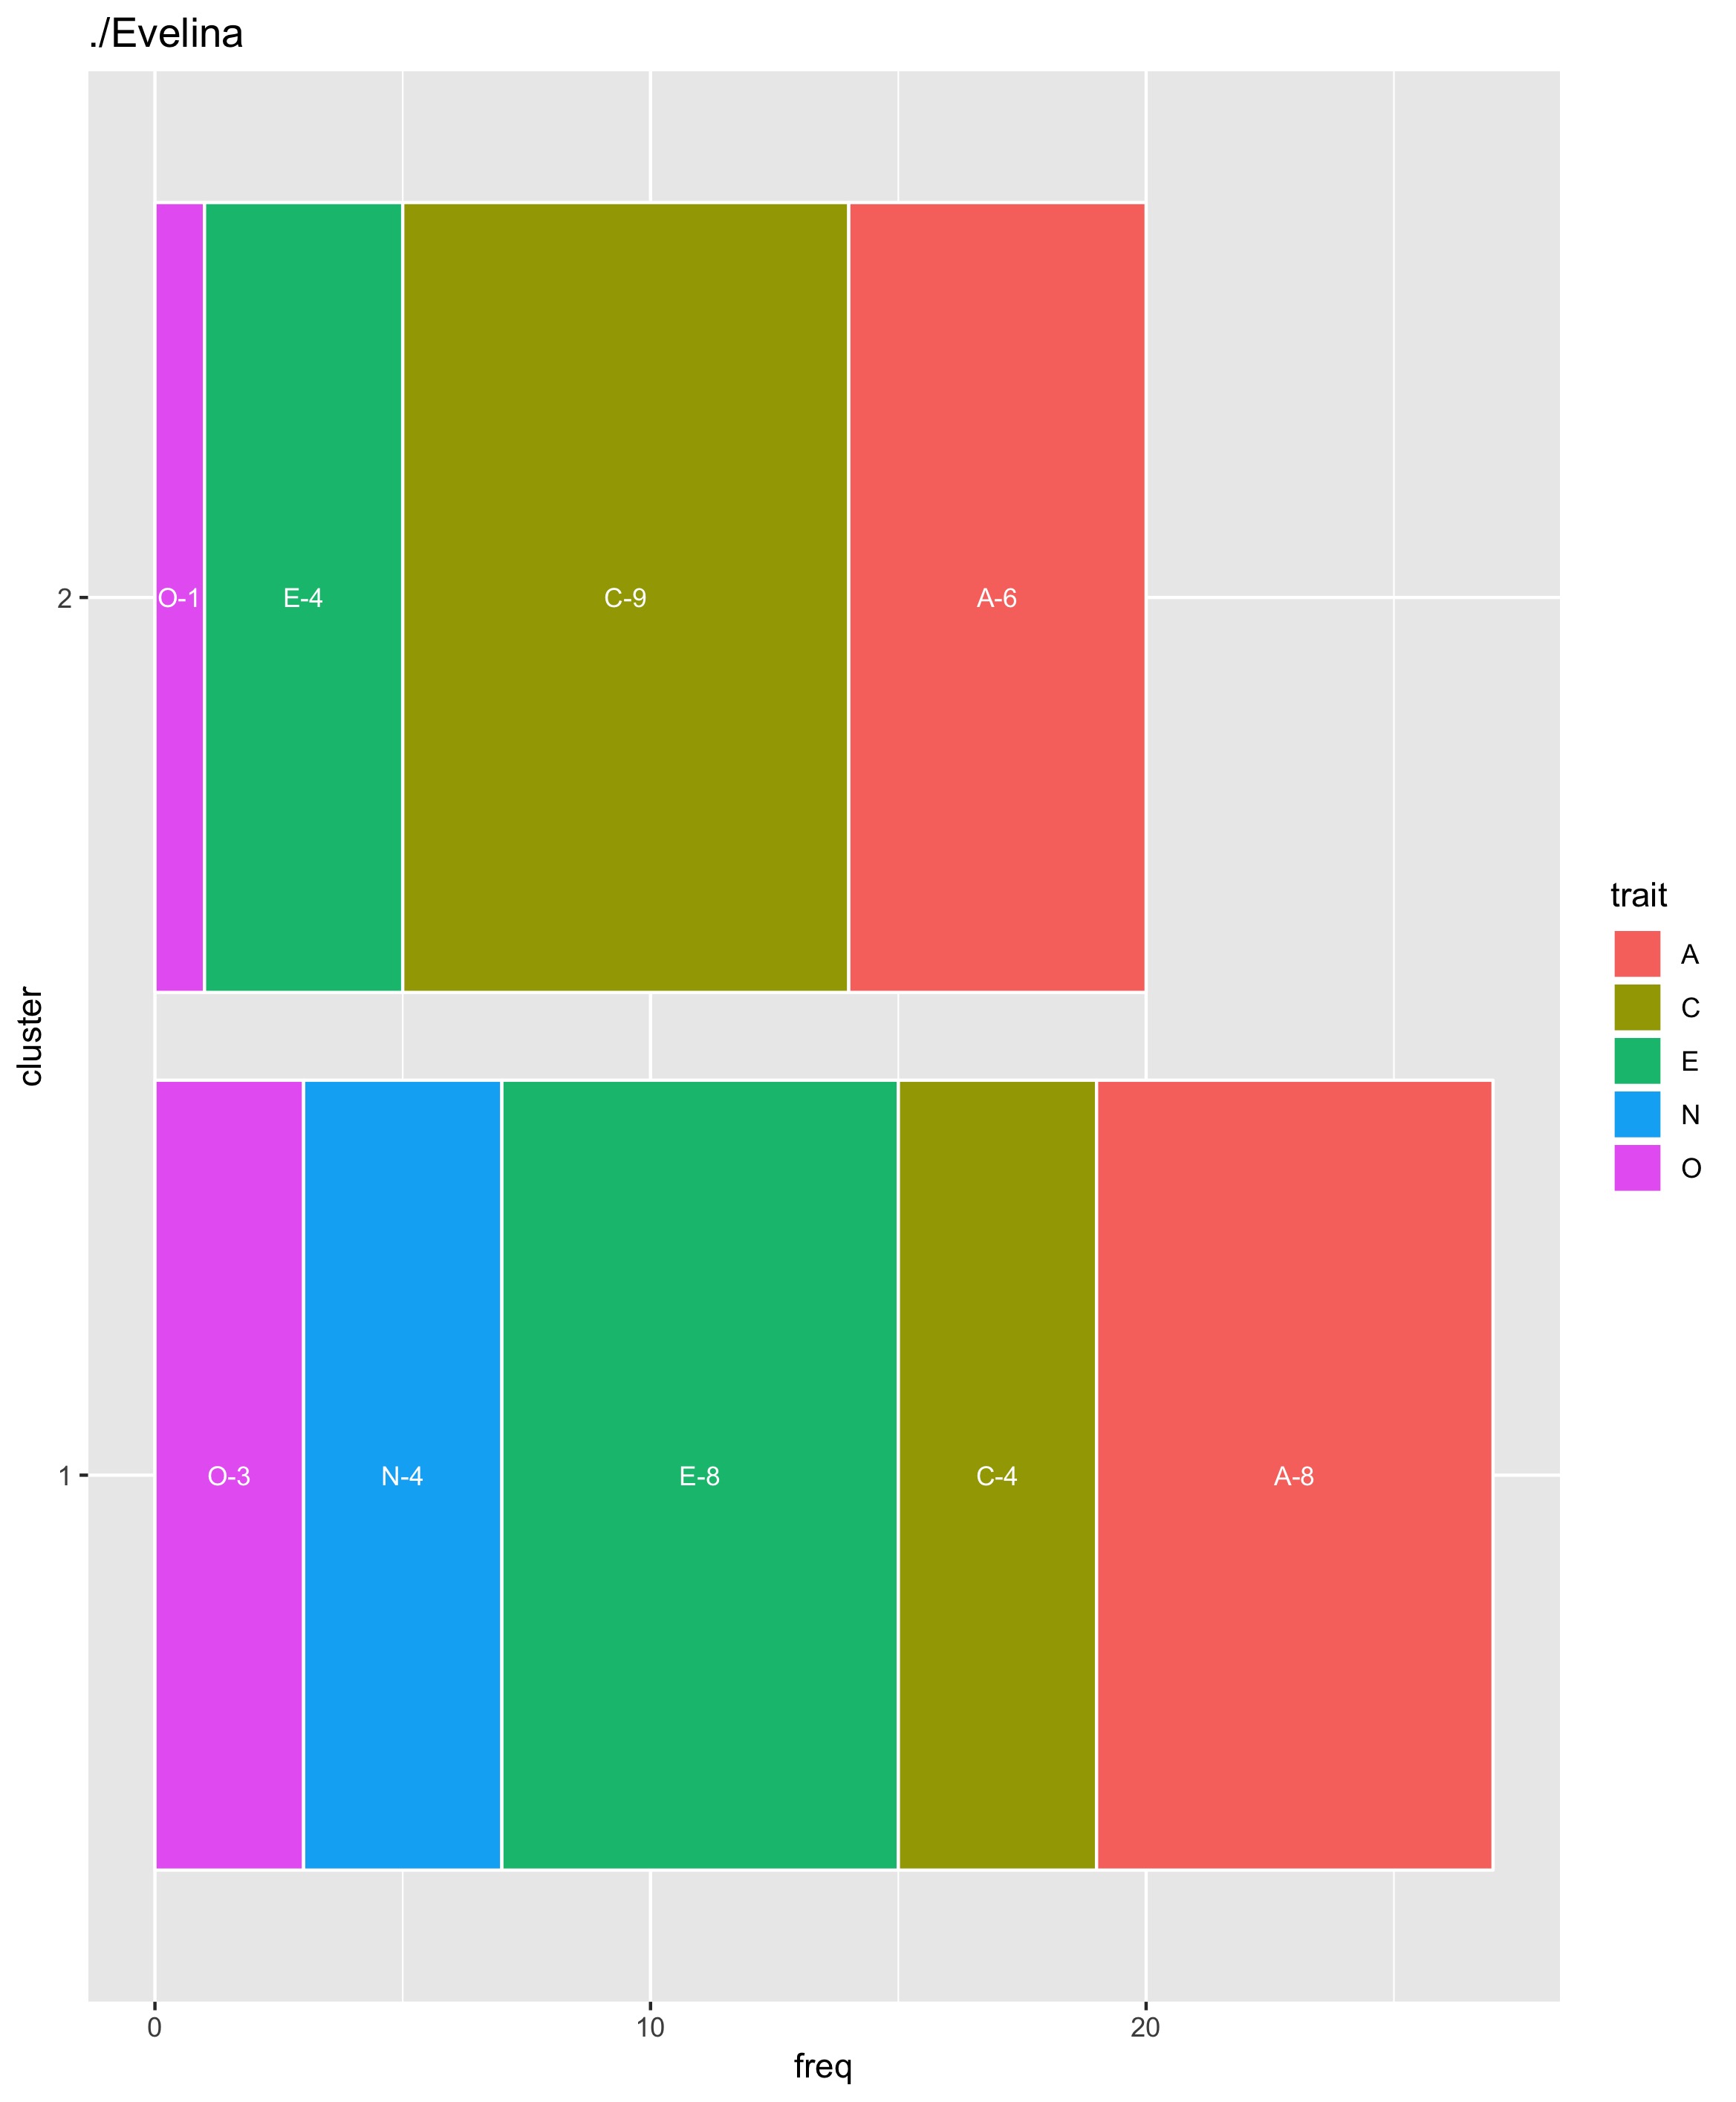 ./Evelina
cluster
2
O-1 E-4 C-9 A-6
1
O-3 N-4 E-8 C-4 A-8
0 10 20
freq
trait
A
C
E
N
O